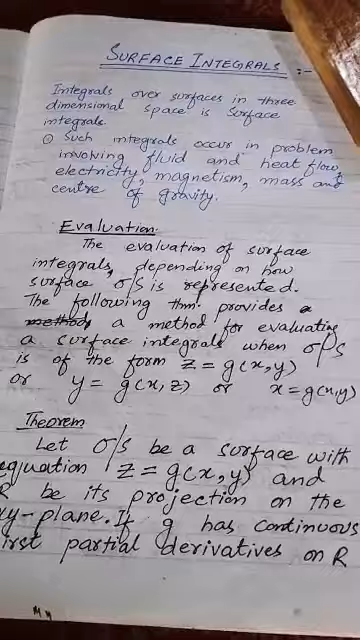 SURFACE INTEGRALS :-
Integrals over surfaces in three
dimensional space is surface
integrals.
⊙ Such integrals occur in problem
involving fluid and heat flow,
electricity, magnetism, mass and
centre of gravity.
Evaluation.
The evaluation of surface
integrals, depending on how
surface σ/s is represented.
The following thm. provides a
method, a method for evaluating
a surface integrals when σ/s
is of the form z = g(x,y)
or y = g(x,z) or x = g(x,y)
Theorem
Let σ/s be a surface with
equation z = g(x,y) and
R be its projection on the
xy-plane. If g has continuous
first partial derivatives on R